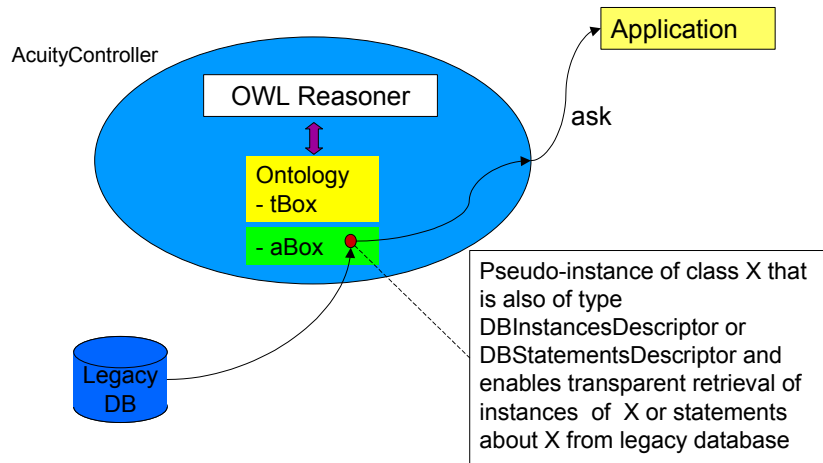 Application
AcuityController
OWL Reasoner
ask
Ontology
- tBox
- aBox
Pseudo-instance of class X that
is also of type
DBInstancesDescriptor or
DBStatementsDescriptor and
enables transparent retrieval of
instances of X or statements
about X from legacy database
Legacy
DB